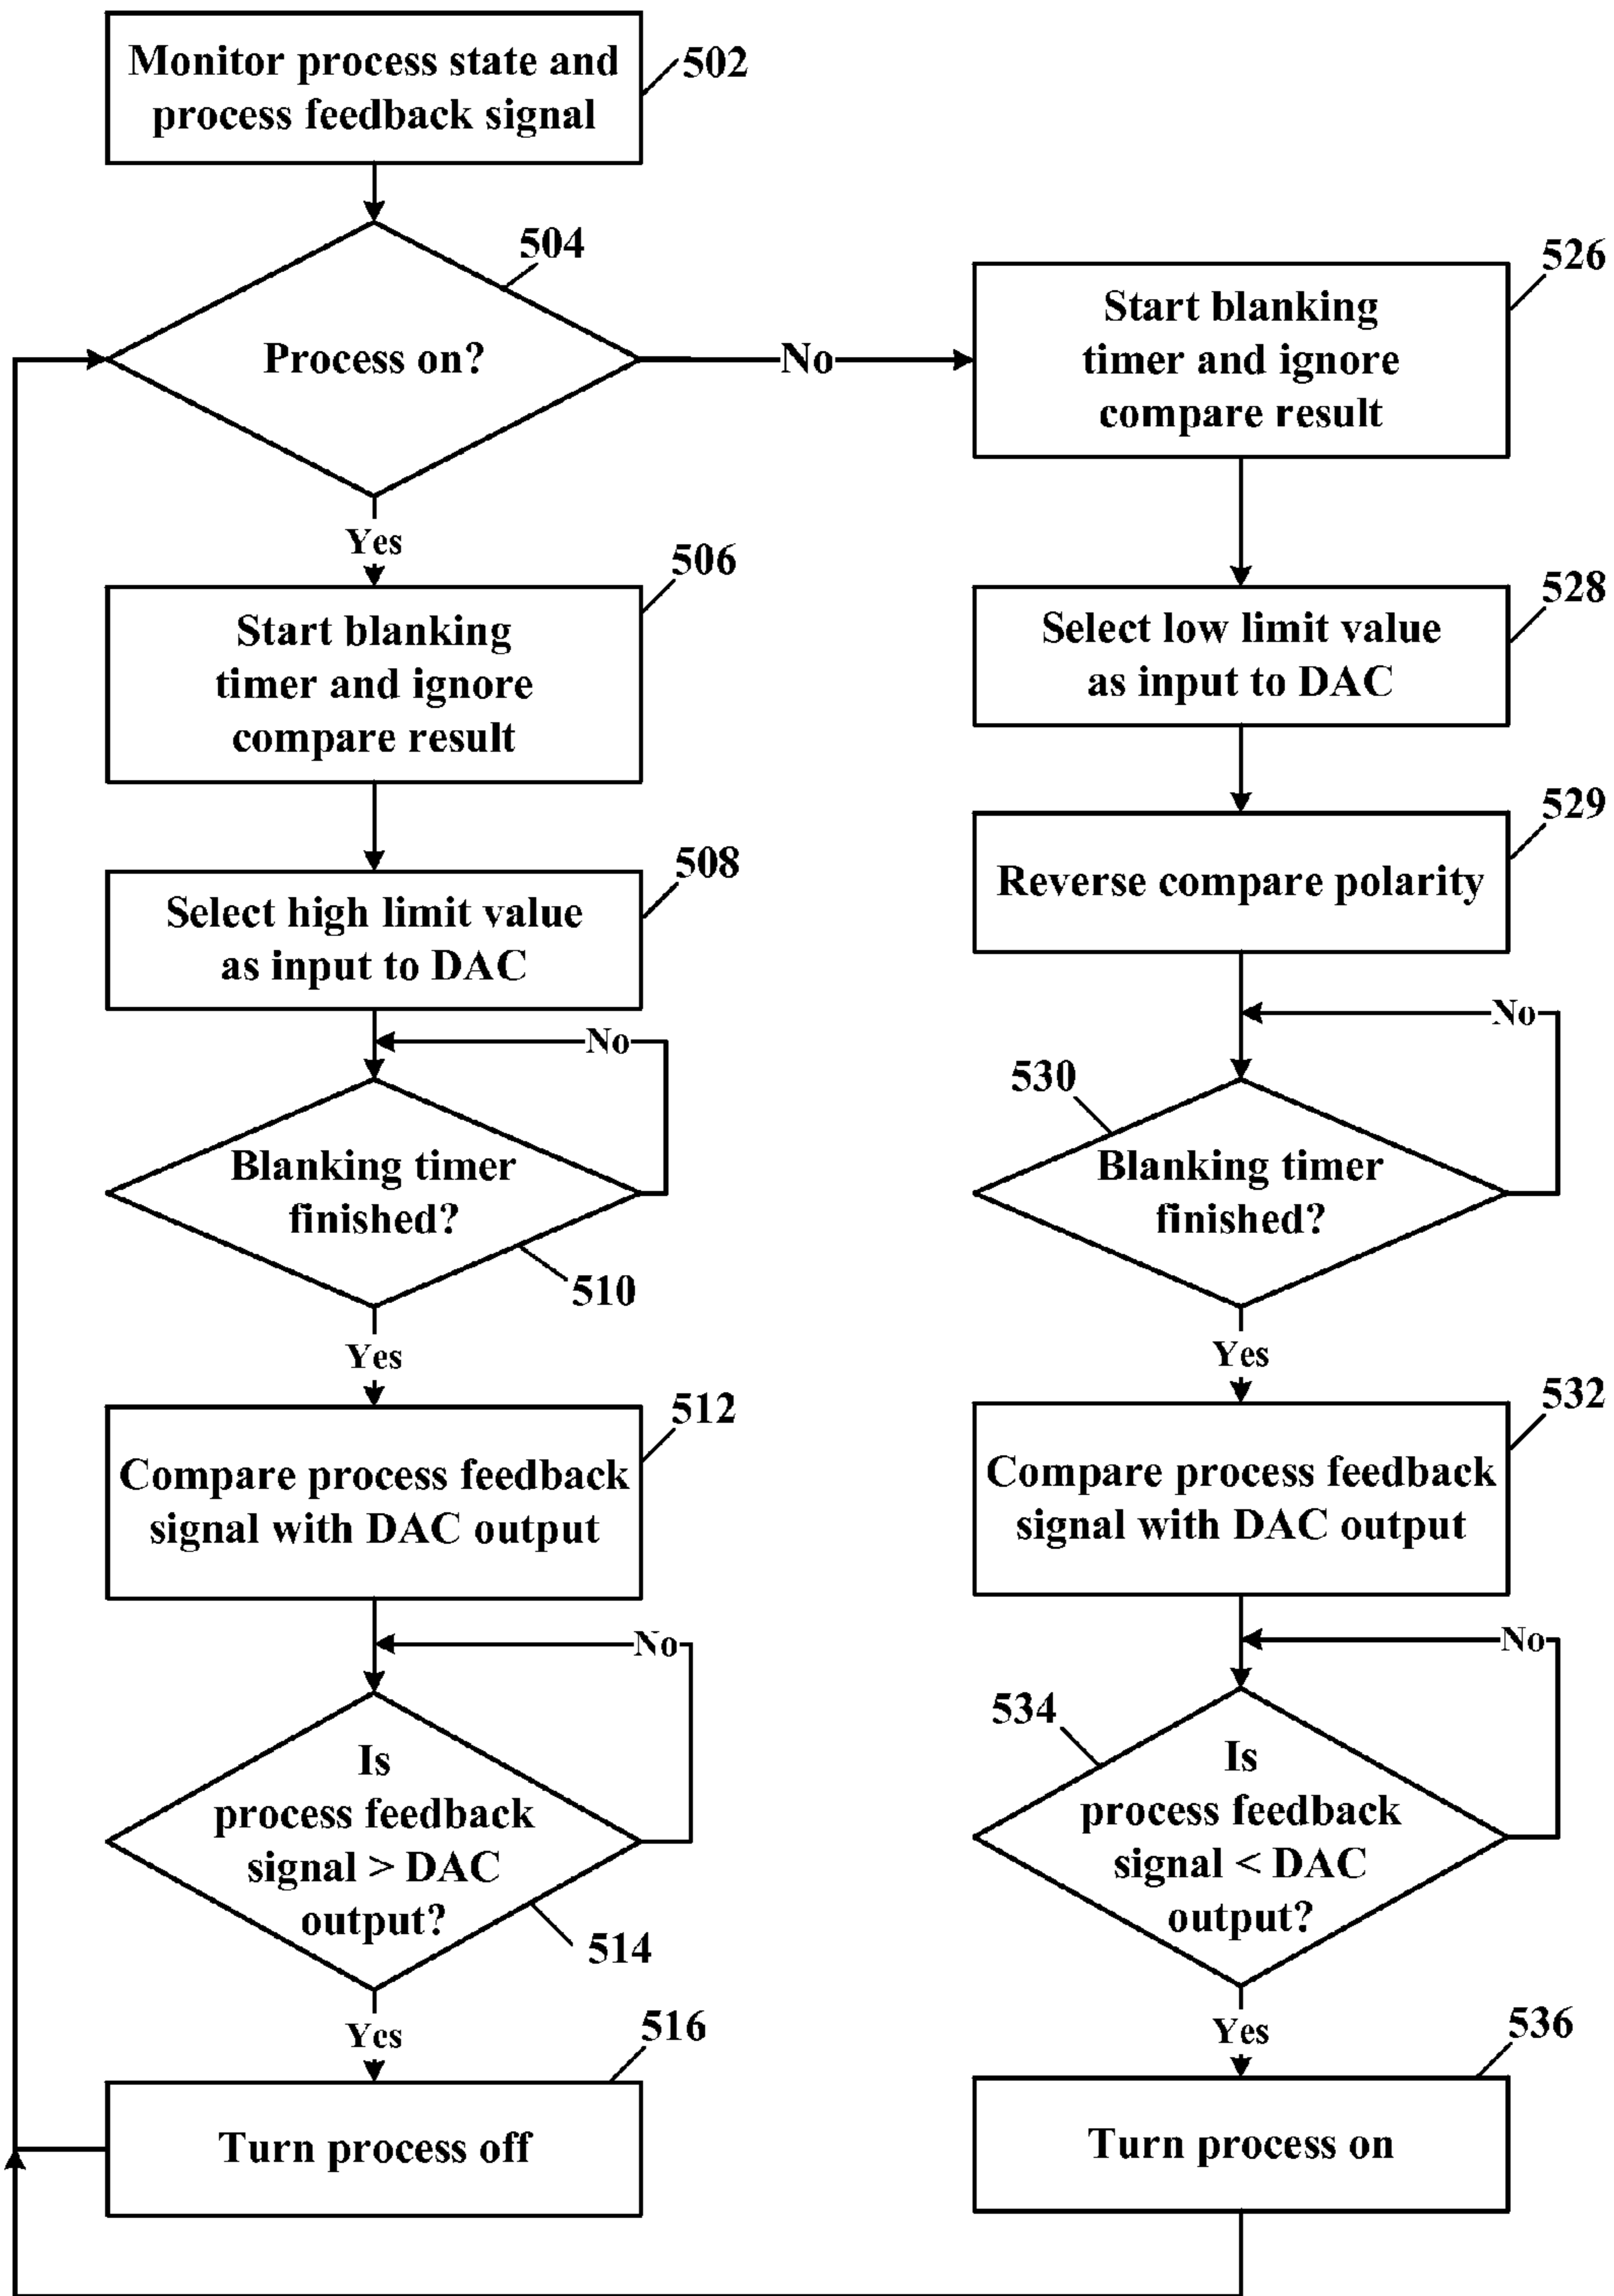 Monitor process state and
process feedback signal
502
504
Process on?
No
Yes
506
Start blanking
timer and ignore
compare result
508
Select high limit value
as input to DAC
No
Blanking timer
finished?
510
Yes
512
Compare process feedback
signal with DAC output
No
Is
process feedback
signal > DAC
output?
514
Yes
516
Turn process off
526
Start blanking
timer and ignore
compare result
528
Select low limit value
as input to DAC
529
Reverse compare polarity
No
530
Blanking timer
finished?
Yes
532
Compare process feedback
signal with DAC output
No
534
Is
process feedback
signal < DAC
output?
Yes
536
Turn process on